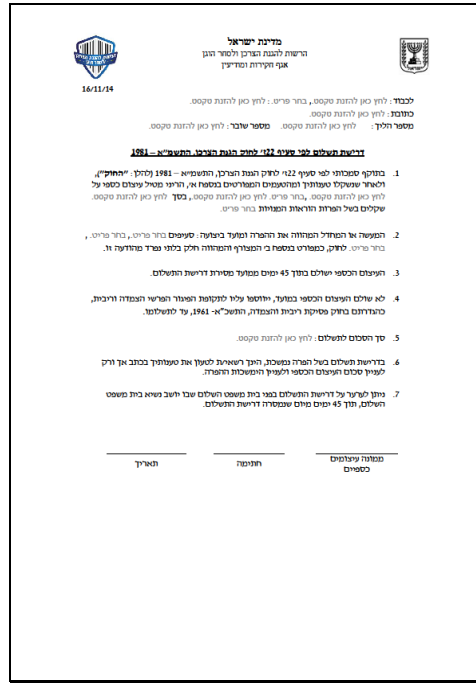 מדינת ישראל
הרשות להגנת הצרכן ולסחר הוגן
אגף חקירות ומודיעין
16/11/14
לכבוד : לחץ כאן להזנת טקסט., בחר פריט. : לחץ כאן להזנת טקסט.
כתובת : לחץ כאן להזנת טקסט.
מספר הליך : לחץ כאן להזנת טקסט. מספר שובר : לחץ כאן להזנת טקסט.
דרישת תשלום לפי סעיף 22ז׳ לחוק הגנת הצרכן, התשמ״א – 1981
1. בתוקף סמכותי לפי סעיף 22ז׳ לחוק הגנת הצרכן, התשמ״א – 1981 (להלן : ״החוק״),
ולאחר ששקלתי טענותיך ומהטעמים המפורטים בנספח א׳, הריני מטיל עיצום כספי על
לחץ כאן להזנת טקסט. ,בחר פריט. לחץ כאן להזנת טקסט., בסך לחץ כאן להזנת טקסט.
שקלים בשל הפרות הוראות המנויות בחר פריט.
2. המעשה או המחדל המהווה את ההפרה ומועד ביצועה : סעיפים בחר פריט., בחר פריט. ,
בחר פריט. לחוק, כמפורט בנספח ב׳ המצורף והמהווה חלק בלתי נפרד מהודעה זו.
3. העיצום הכספי ישולם בתוך 45 ימים ממועד מסירת דרישת התשלום.
4. לא שולם העיצום הכספי במועד, ייווספו עליו לתקופת הפיגור הפרשי הצמדה וריבית,
כהגדרתם בחוק פסיקת ריבית והצמדה, התשכ״א- 1961, עד לתשלומו.
5. סך הסכום לתשלום : לחץ כאן להזנת טקסט.
6. בדרישת תשלום בשל הפרה נמשכת, הינך רשאי/ת לטעון את טענותיך בכתב אך ורק
לעניין סכום העיצום הכספי ולעניין הימשכות ההפרה.
7. ניתן לערער על דרישת התשלום בפני בית משפט השלום שבו יושב נשיא בית משפט
השלום, תוך 45 ימים מיום שנמסרה דרישת התשלום.
ממונה עיצומים
כספיים
חתימה
תאריך